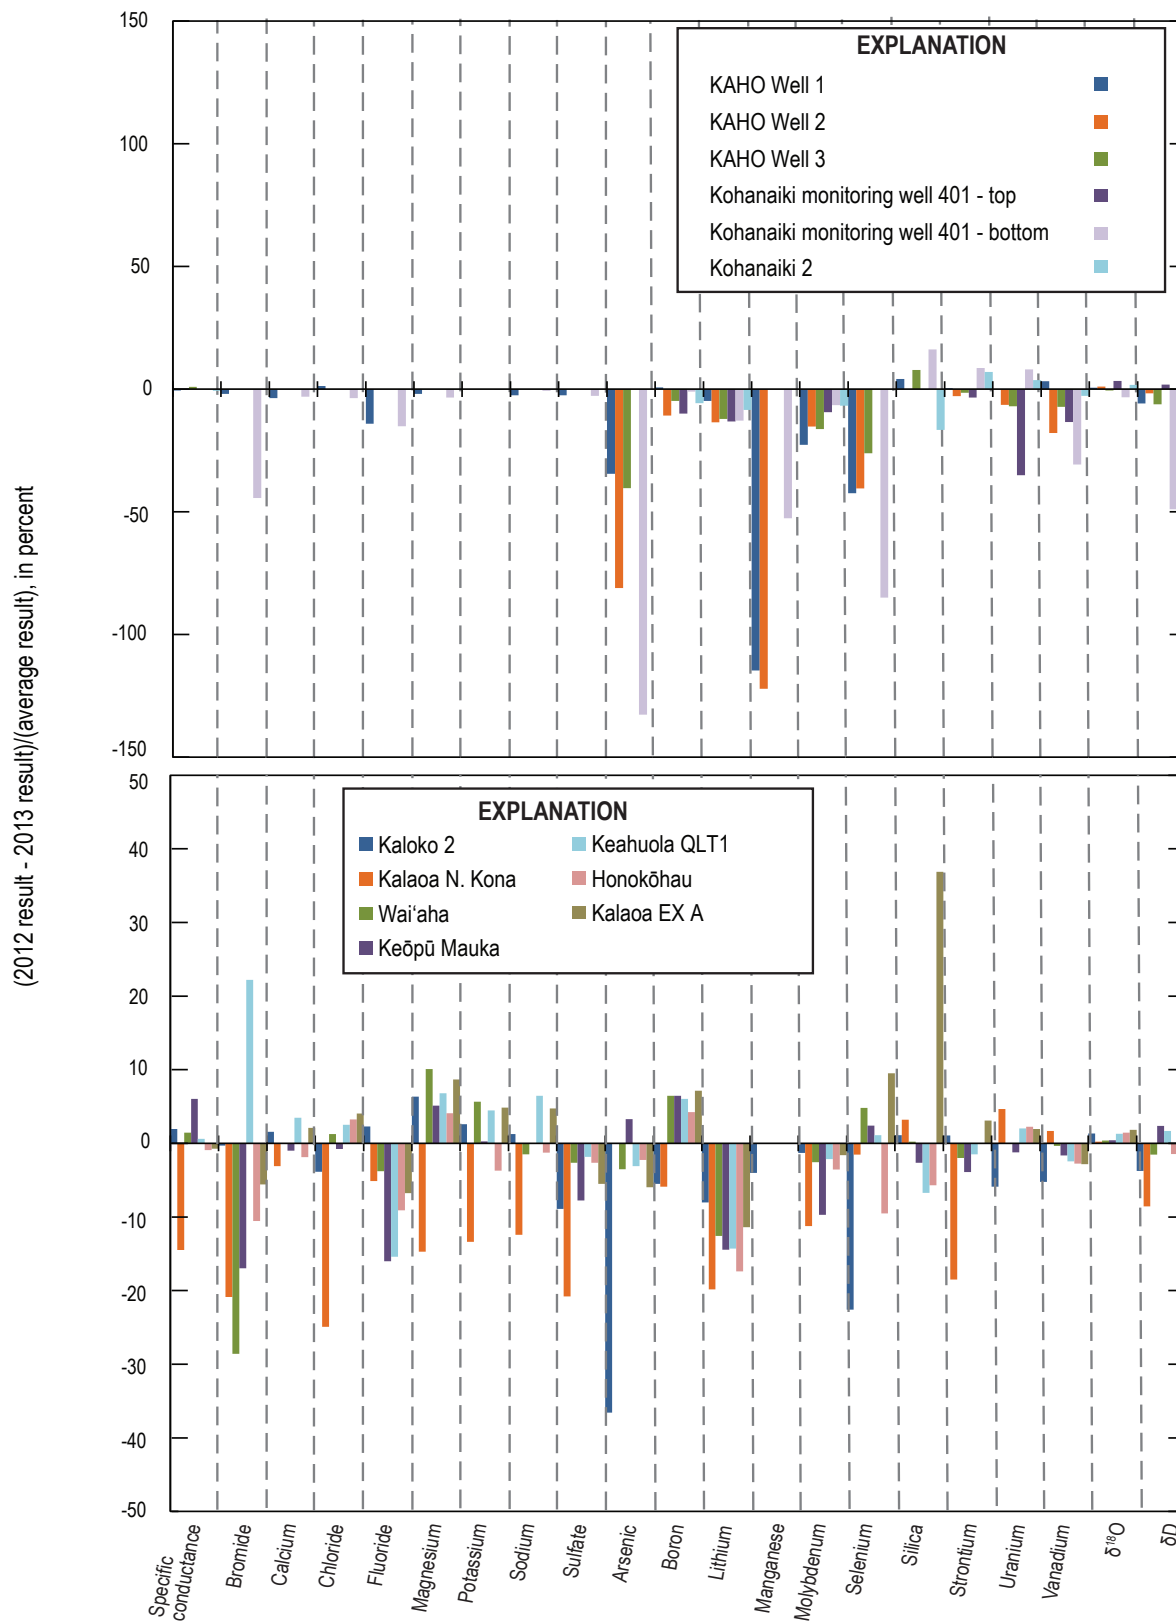 (2012 result - 2013 result)/(average result), in percent
150
100
50
0
-50
-100
-150
EXPLANATION
KAHO Well 1
KAHO Well 2
KAHO Well 3
Kohanaiki monitoring well 401 - top
Kohanaiki monitoring well 401 - bottom
Kohanaiki 2
50
40
30
20
10
0
-10
-20
-30
-40
-50
EXPLANATION
Kaloko 2
Kalaoa N. Kona
Wai‘aha
Keōpū Mauka
Keahuola QLT1
Honokōhau
Kalaoa EX A
Specific
conductance
Bromide
Calcium
Chloride
Fluoride
Magnesium
Potassium
Sodium
Sulfate
Arsenic
Boron
Lithium
Manganese
Molybdenum
Selenium
Silica
Strontium
Uranium
Vanadium
δ¹⁸O
δD